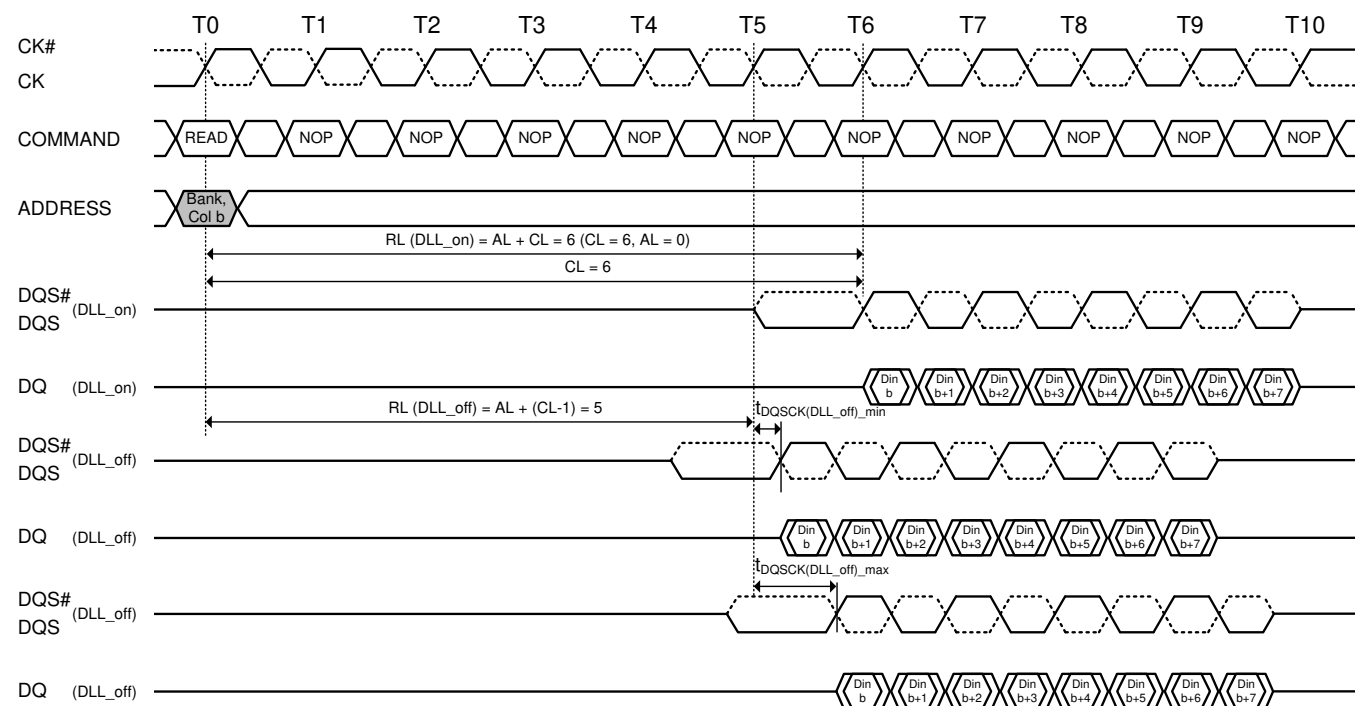 T0 T1 T2 T3 T4 T5 T6 T7 T8 T9 T10
CK#
CK
COMMAND READ NOP NOP NOP NOP NOP NOP NOP NOP NOP NOP
ADDRESS
Bank,
Col b
RL (DLL_on) = AL + CL = 6 (CL = 6, AL = 0)
CL = 6
DQS#
(DLL_on)
DQS
DQ (DLL_on)
Din Din Din Din Din Din Din Din
b b+1 b+2 b+3 b+4 b+5 b+6 b+7
RL (DLL_off) = AL + (CL-1) = 5
tDQSCK(DLL_off)_min
DQS#
(DLL_off)
DQS
DQ (DLL_off)
Din Din Din Din Din Din Din Din
b b+1 b+2 b+3 b+4 b+5 b+6 b+7
tDQSCK(DLL_off)_max
DQS#
(DLL_off)
DQS
DQ (DLL_off)
Din Din Din Din Din Din Din Din
b b+1 b+2 b+3 b+4 b+5 b+6 b+7